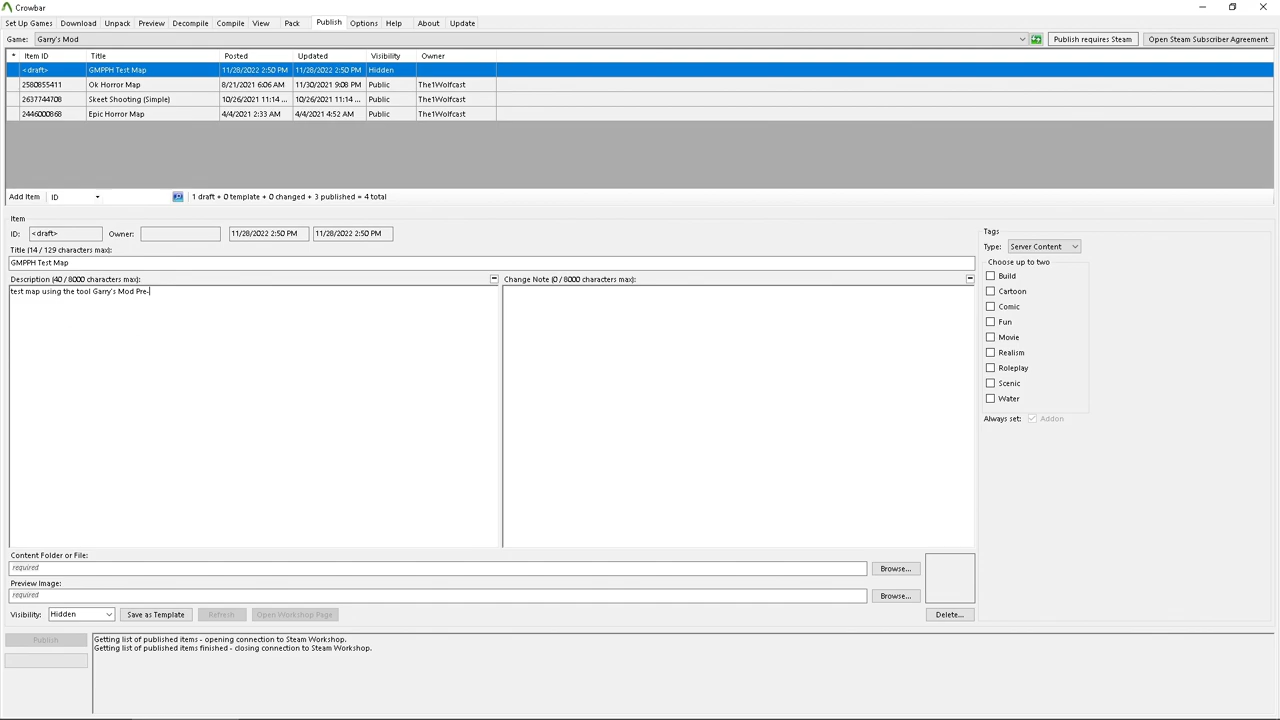 Crowbar
Set Up Games Download Unpack Preview Decompile Compile View Pack Publish Options Help About Update
Game: Garry's Mod Publish requires Steam Open Steam Subscriber Agreement
* Item ID Title Posted Updated Visibility Owner
<draft> GMPPH Test Map 11/28/2022 2:50 PM 11/28/2022 2:50 PM Hidden
2580855411 Ok Horror Map 8/21/2021 6:06 AM 11/30/2021 9:08 PM Public The1Wolfcast
2637744708 Skeet Shooting (Simple) 10/26/2021 11:14 ... 10/26/2021 11:14 ... Public The1Wolfcast
2446000868 Epic Horror Map 4/4/2021 2:33 AM 4/4/2021 4:52 AM Public The1Wolfcast
Add Item ID 1 draft + 0 template + 0 changed + 3 published = 4 total
Item
ID: <draft> Owner: 11/28/2022 2:50 PM 11/28/2022 2:50 PM
Title (14 / 129 characters max):
GMPPH Test Map
Description (40 / 8000 characters max):
test map using the tool Garry's Mod Pre-
Change Note (0 / 8000 characters max):
Tags
Type: Server Content
Choose up to two
Build
Cartoon
Comic
Fun
Movie
Realism
Roleplay
Scenic
Water
Always set: Addon
Content Folder or File:
required Browse...
Preview Image:
required Browse...
Visibility: Hidden Save as Template Refresh Open Workshop Page Delete...
Publish
Getting list of published items - opening connection to Steam Workshop.
Getting list of published items finished - closing connection to Steam Workshop.